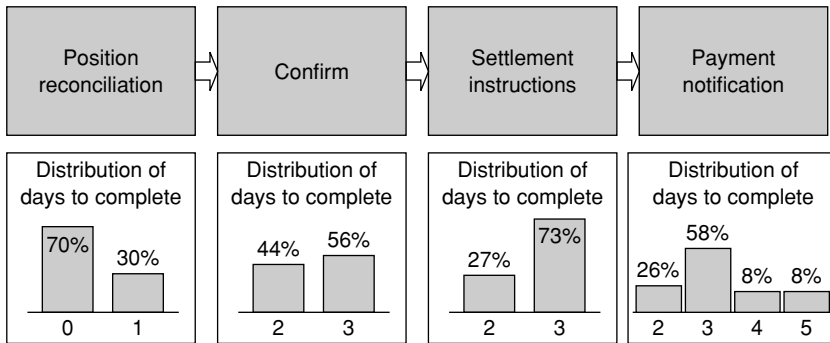 Position
reconciliation
Confirm
Settlement
instructions
Payment
notification
Distribution of
days to complete
70%
30%
0
1
Distribution of
days to complete
44%
56%
2
3
Distribution of
days to complete
27%
73%
2
3
Distribution of
days to complete
26%
58%
8%
8%
2
3
4
5